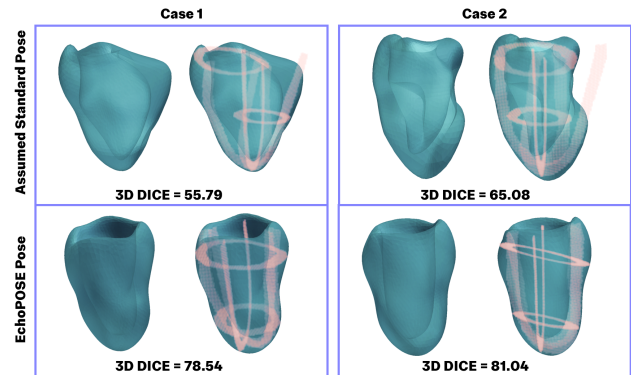 Case 1
Case 2
Assumed Standard Pose
3D DICE = 55.79
3D DICE = 65.08
EchoPOSE Pose
3D DICE = 78.54
3D DICE = 81.04